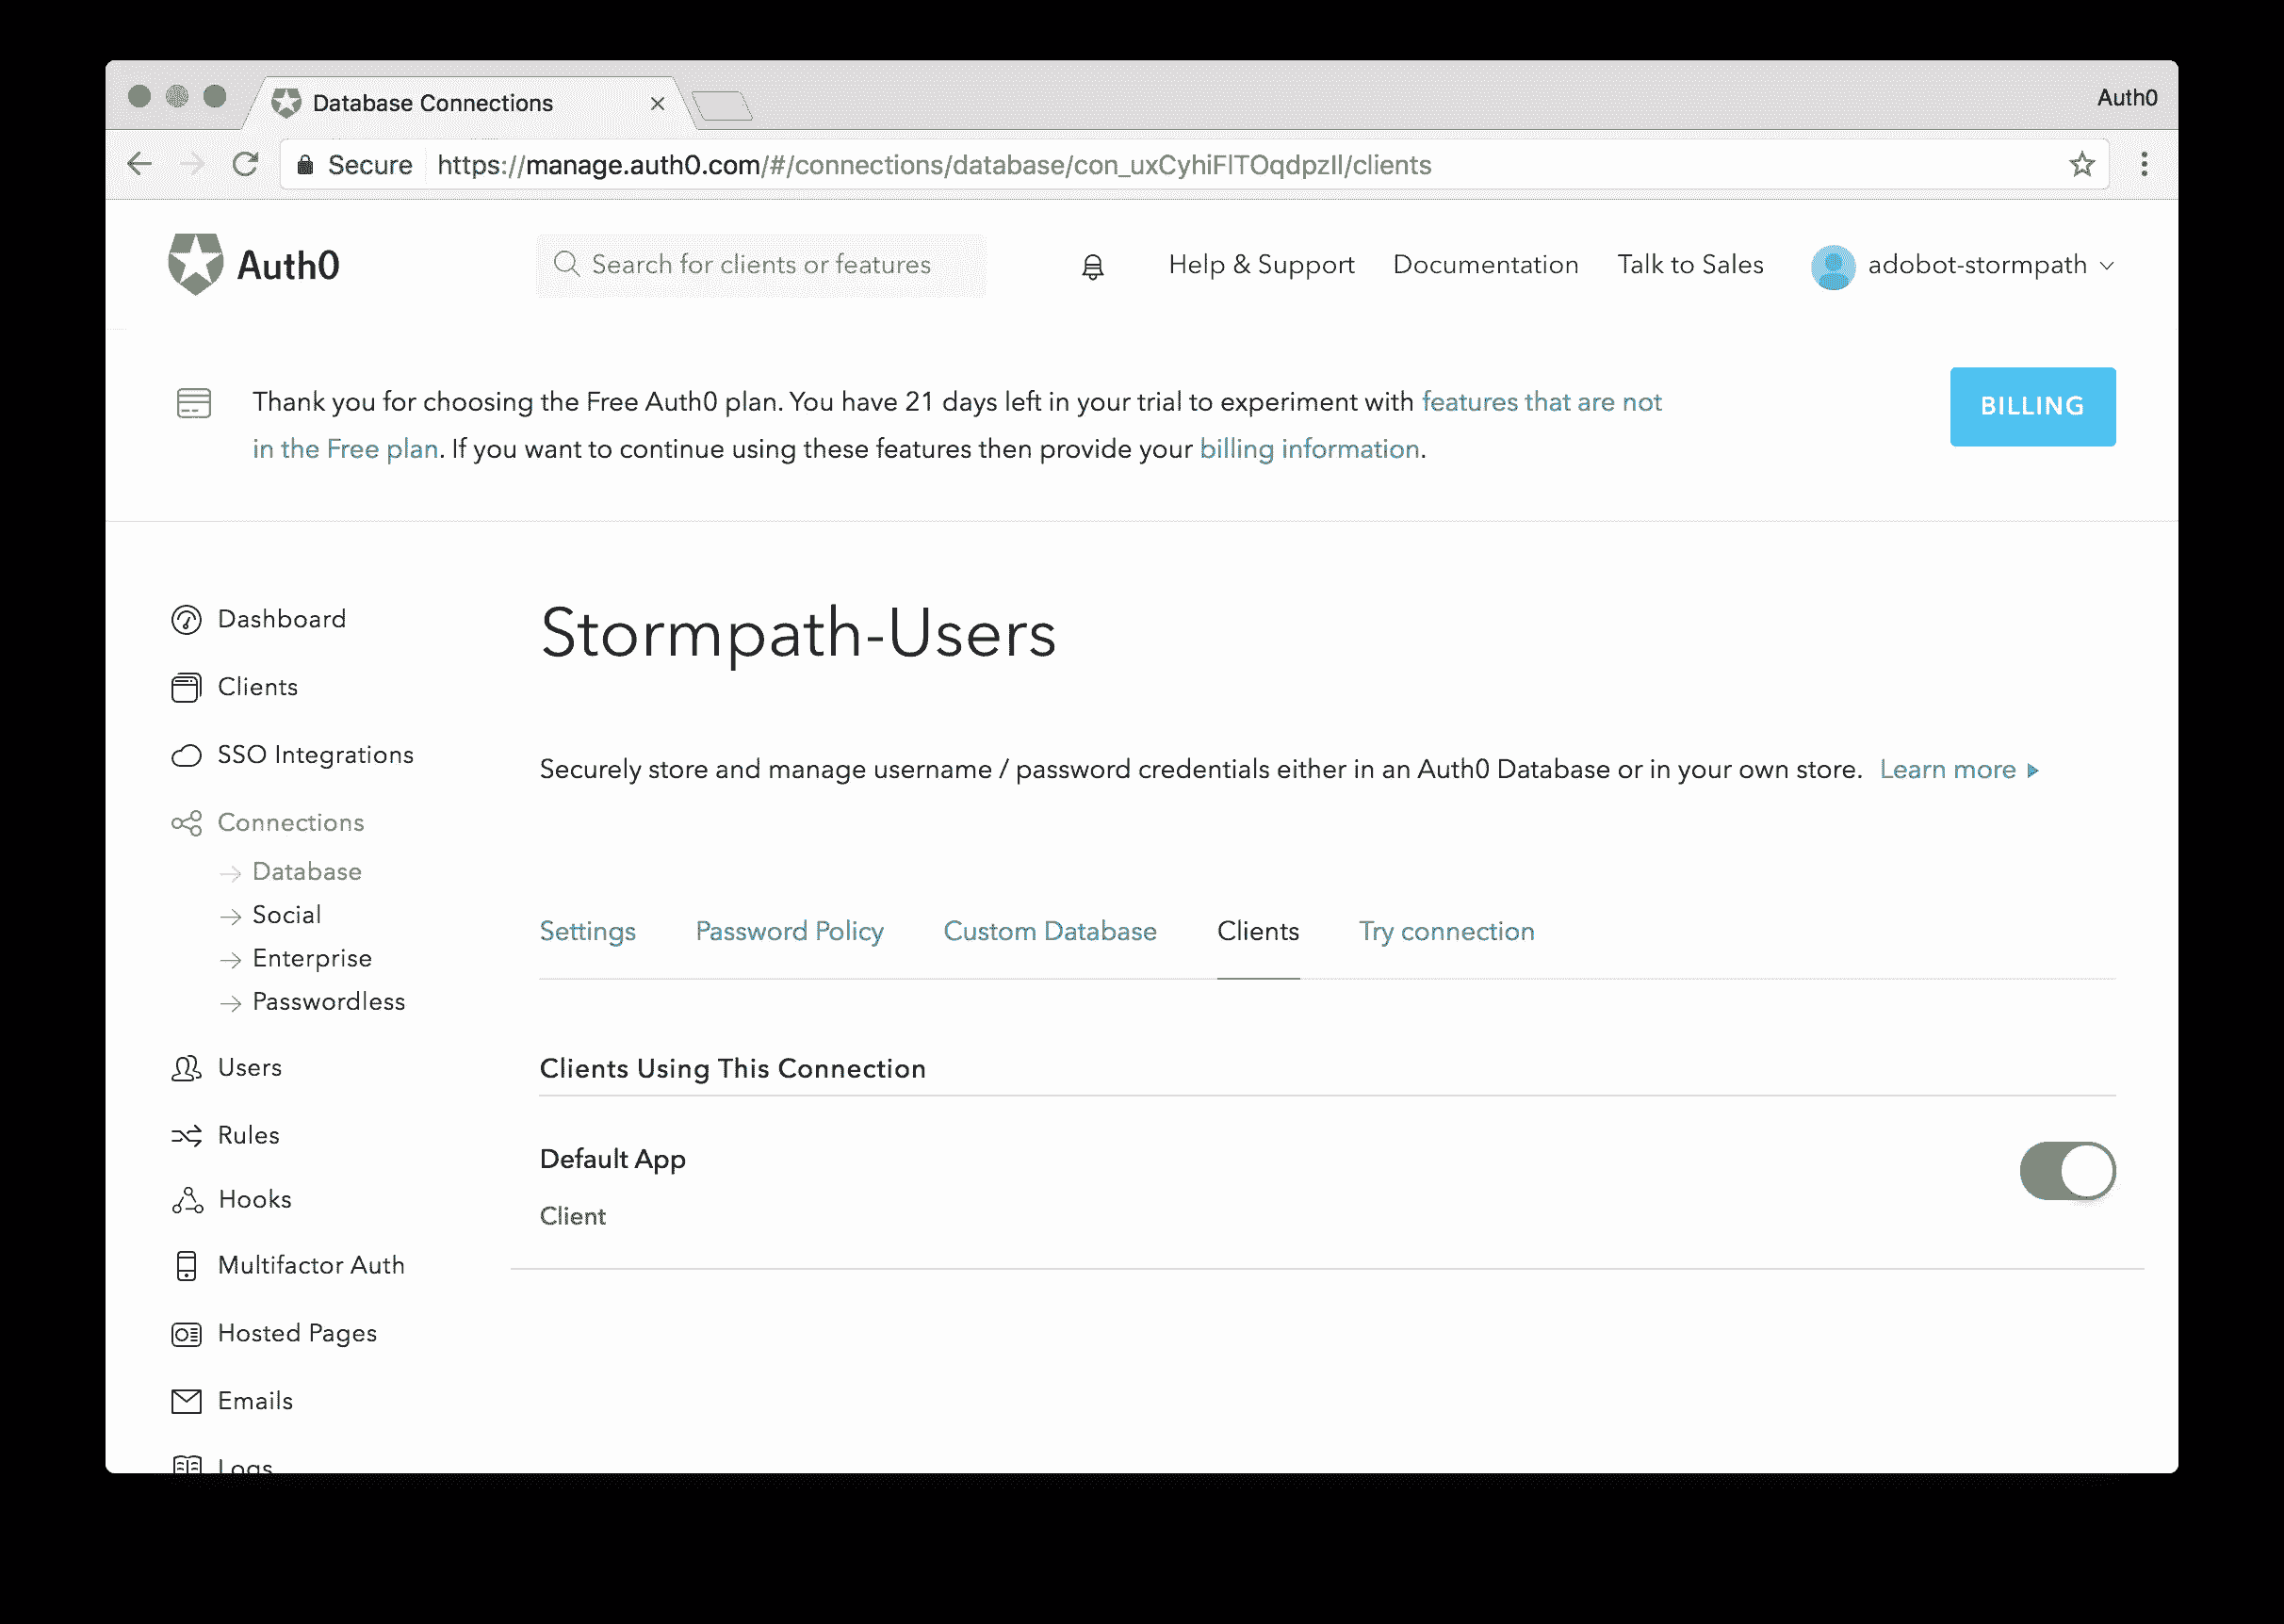 Database Connections
Auth0
Secure https://manage.auth0.com/#/connections/database/con_uxCyhiFlTOqdpzIl/clients
Auth0
Search for clients or features
Help & Support
Documentation
Talk to Sales
adobot-stormpath
Thank you for choosing the Free Auth0 plan. You have 21 days left in your trial to experiment with features that are not
in the Free plan. If you want to continue using these features then provide your billing information.
BILLING
Dashboard
Clients
SSO Integrations
Connections
Database
Social
Enterprise
Passwordless
Users
Rules
Hooks
Multifactor Auth
Hosted Pages
Emails
Logs
Stormpath-Users
Securely store and manage username / password credentials either in an Auth0 Database or in your own store. Learn more
Settings
Password Policy
Custom Database
Clients
Try connection
Clients Using This Connection
Default App
Client